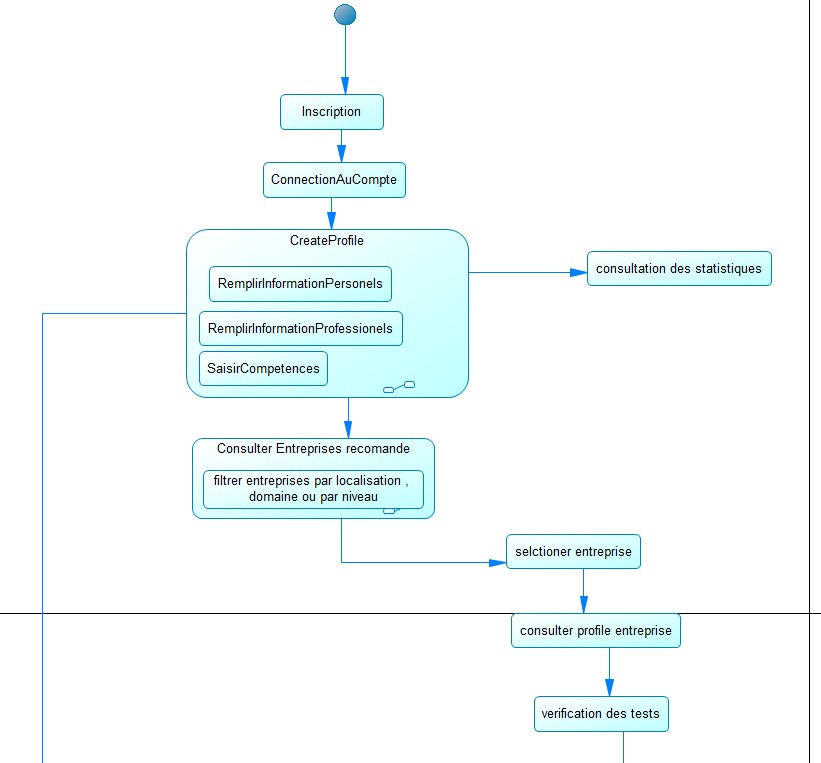 Inscription
ConnectionAuCompte
CreateProfile
RemplirInformationPersonels
RemplirInformationProfessionels
SaisirCompetences
consultation des statistiques
Consulter Entreprises recomande
filtrer entreprises par localisation ,
domaine ou par niveau
selctioner entreprise
consulter profile entreprise
verification des tests